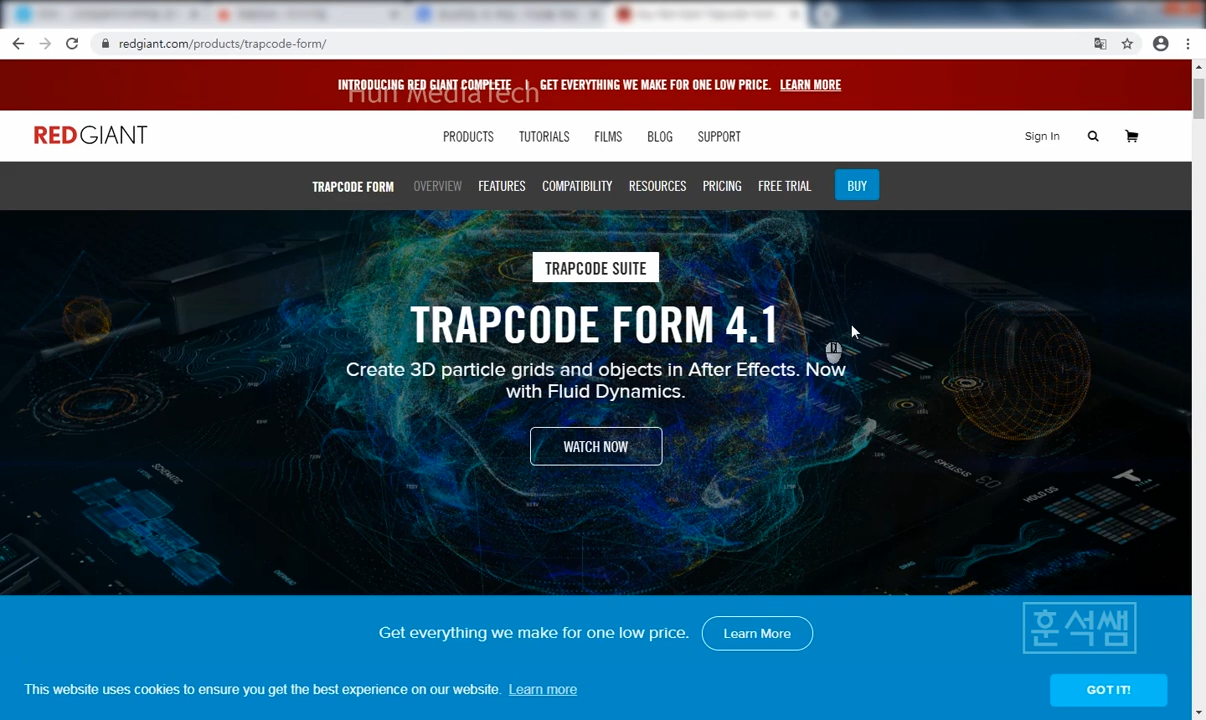 redgiant.com/products/trapcode-form/
INTRODUCING RED GIANT COMPLETE | GET EVERYTHING WE MAKE FOR ONE LOW PRICE. LEARN MORE
Hun MediaTech
REDGIANT PRODUCTS TUTORIALS FILMS BLOG SUPPORT Sign In
TRAPCODE FORM OVERVIEW FEATURES COMPATIBILITY RESOURCES PRICING FREE TRIAL BUY
TRAPCODE SUITE
TRAPCODE FORM 4.1
Create 3D particle grids and objects in After Effects. Now
with Fluid Dynamics.
WATCH NOW
SCHEMATIC
HOLO OS
Get everything we make for one low price. Learn More
훈석쌤
This website uses cookies to ensure you get the best experience on our website. Learn more GOT IT!